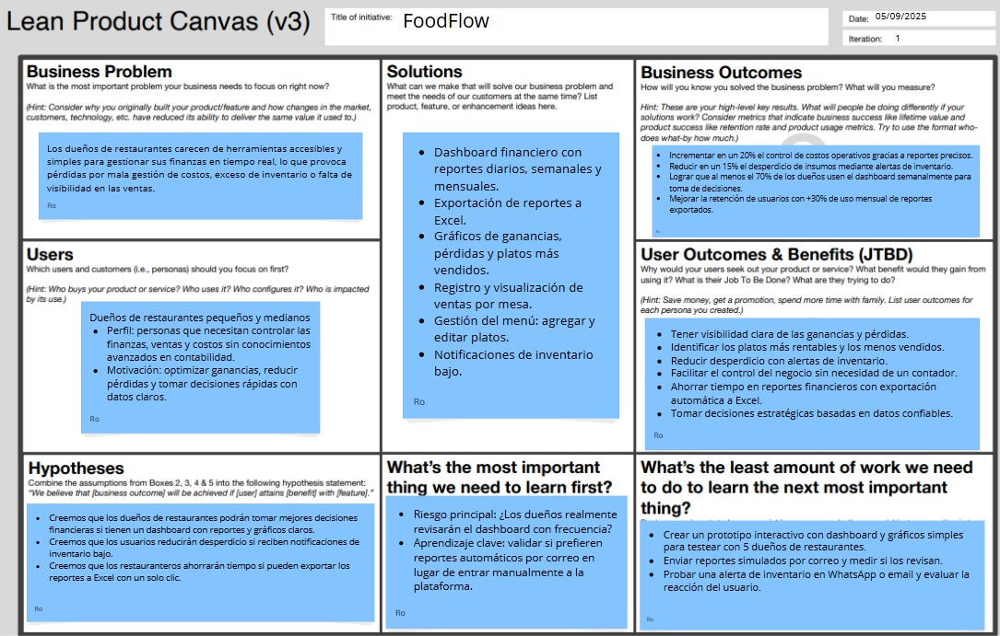 Lean Product Canvas (v3)
Title of initiative: FoodFlow
Date: 05/09/2025
Iteration: 1
Business Problem
What is the most important problem your business needs to focus on right now?
(Hint: Consider why you originally built your product/feature and how changes in the market,
customers, technology, etc. have reduced its ability to deliver the same value it used to.)
Los dueños de restaurantes carecen de herramientas accesibles y
simples para gestionar sus finanzas en tiempo real, lo que provoca
pérdidas por mala gestión de costos, exceso de inventario o falta de
visibilidad en las ventas.
Ro
Solutions
What can we make that will solve our business problem and
meet the needs of our customers at the same time? List
product, feature, or enhancement ideas here.
• Dashboard financiero con
reportes diarios, semanales y
mensuales.
• Exportación de reportes a
Excel.
• Gráficos de ganancias,
pérdidas y platos más
vendidos.
• Registro y visualización de
ventas por mesa.
• Gestión del menú: agregar y
editar platos.
• Notificaciones de inventario
bajo.
Ro
Business Outcomes
How will you know you solved the business problem? What will you measure?
(Hint: These are your high-level key results. What will people be doing differently if your
solutions work? Consider metrics that indicate business success like lifetime value and
product success like retention rate and product usage metrics. Try to use the format who-
does what-by how much.)
• Incrementar en un 20% el control de costos operativos gracias a reportes precisos.
• Reducir en un 15% el desperdicio de insumos mediante alertas de inventario.
• Lograr que al menos el 70% de los dueños usen el dashboard semanalmente para
toma de decisiones.
• Mejorar la retención de usuarios con +30% de uso mensual de reportes
exportados.
Users
Which users and customers (i.e., personas) should you focus on first?
(Hint: Who buys your product or service? Who uses it? Who configures it? Who is impacted
by its use.)
Dueños de restaurantes pequeños y medianos
• Perfil: personas que necesitan controlar las
finanzas, ventas y costos sin conocimientos
avanzados en contabilidad.
• Motivación: optimizar ganancias, reducir
pérdidas y tomar decisiones rápidas con
datos claros.
Ro
User Outcomes & Benefits (JTBD)
Why would your users seek out your product or service? What benefit would they gain from
using it? What is their Job To Be Done? What are they trying to do?
(Hint: Save money, get a promotion, spend more time with family. List user outcomes for
each persona you created.)
• Tener visibilidad clara de las ganancias y pérdidas.
• Identificar los platos más rentables y los menos vendidos.
• Reducir desperdicio con alertas de inventario.
• Facilitar el control del negocio sin necesidad de un contador.
• Ahorrar tiempo en reportes financieros con exportación
automática a Excel.
• Tomar decisiones estratégicas basadas en datos confiables.
Ro
Hypotheses
Combine the assumptions from Boxes 2, 3, 4 & 5 into the following hypothesis statement:
"We believe that [business outcome] will be achieved if [user] attains [benefit] with [feature]."
• Creemos que los dueños de restaurantes podrán tomar mejores decisiones
financieras si tienen un dashboard con reportes y gráficos claros.
• Creemos que los usuarios reducirán desperdicio si reciben notificaciones de
inventario bajo.
• Creemos que los restauranteros ahorrarán tiempo si pueden exportar los
reportes a Excel con un solo clic.
Ro
What's the most important
thing we need to learn first?
• Riesgo principal: ¿Los dueños realmente
revisarán el dashboard con frecuencia?
• Aprendizaje clave: validar si prefieren
reportes automáticos por correo en
lugar de entrar manualmente a la
plataforma.
Ro
What's the least amount of work we need
to do to learn the next most important
thing?
• Crear un prototipo interactivo con dashboard y gráficos simples
para testear con 5 dueños de restaurantes.
• Enviar reportes simulados por correo y medir si los revisan.
• Probar una alerta de inventario en WhatsApp o email y evaluar la
reacción del usuario.
Ro